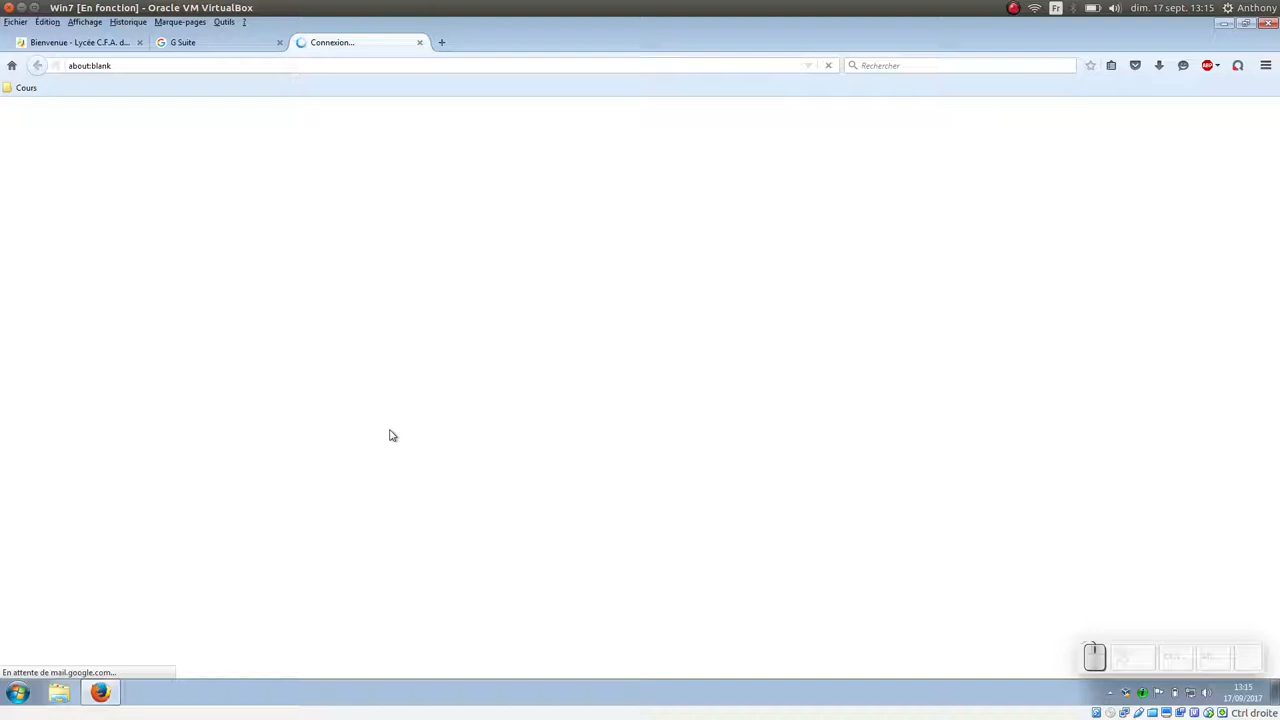 Win7 [En fonction] - Oracle VM VirtualBox
Fr
dim. 17 sept. 13:15
Anthony
Fichier Édition Affichage Historique Marque-pages Outils ?
Bienvenue - Lycée C.F.A. d...
G Suite
Connexion...
about:blank
Rechercher
ABP
Cours
En attente de mail.google.com...
13:15
17/09/2017
Ctrl droite